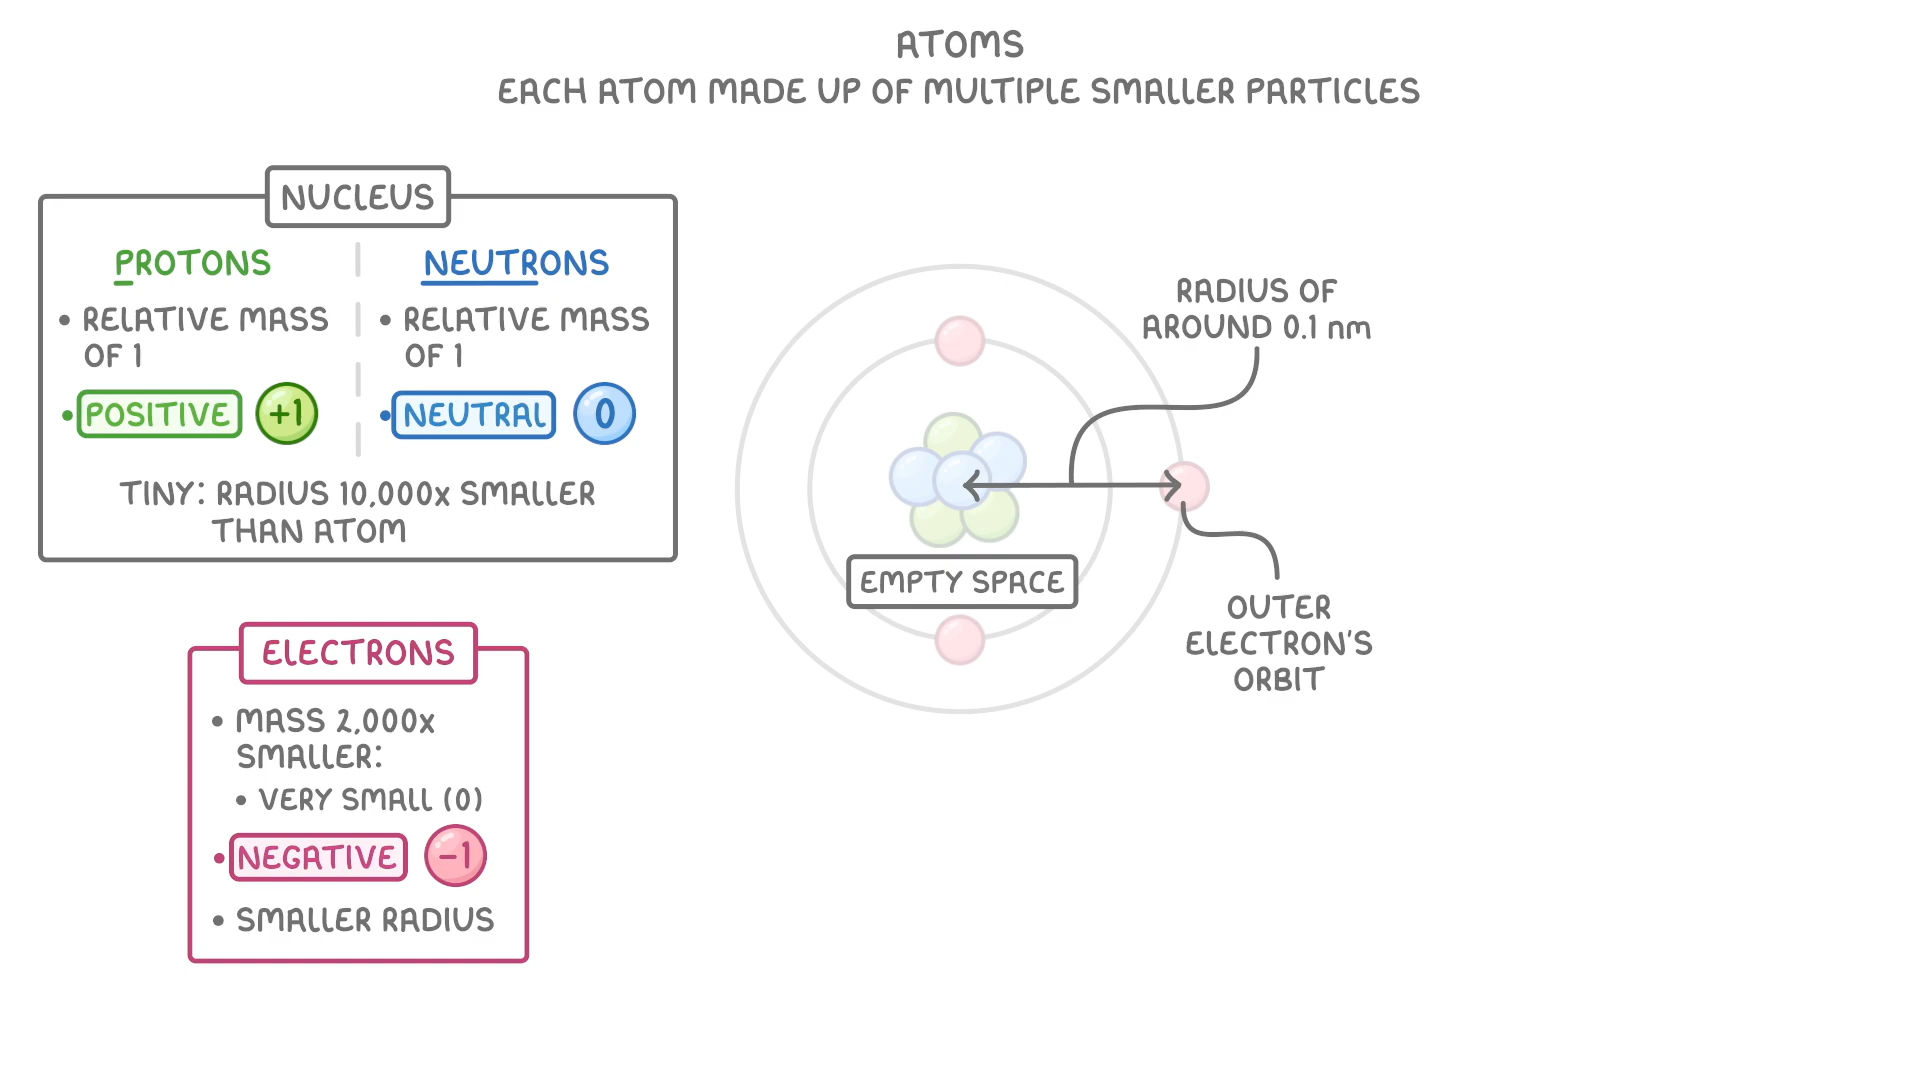 ATOMS
EACH ATOM MADE UP OF MULTIPLE SMALLER PARTICLES
NUCLEUS
PROTONS
• RELATIVE MASS
OF 1
• POSITIVE +1
NEUTRONS
• RELATIVE MASS
OF 1
• NEUTRAL 0
TINY: RADIUS 10,000x SMALLER
THAN ATOM
ELECTRONS
• MASS 2,000x
SMALLER:
• VERY SMALL (0)
• NEGATIVE −1
• SMALLER RADIUS
RADIUS OF
AROUND 0.1 nm
EMPTY SPACE
OUTER
ELECTRON'S
ORBIT